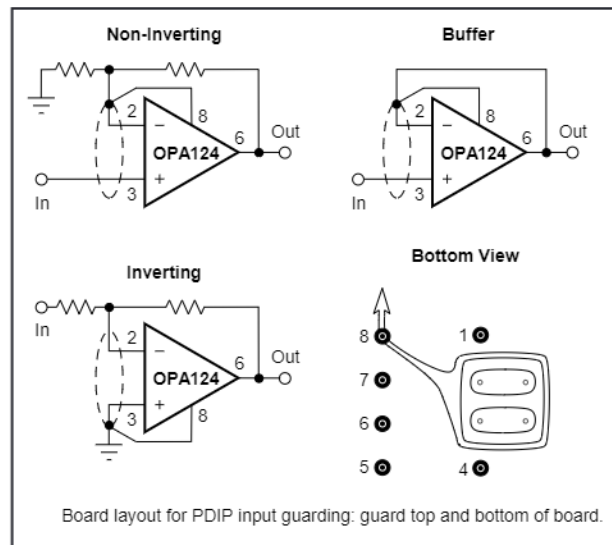 Non-Inverting
2
8
−
6
Out
OPA124
+
3
In
Buffer
2
8
−
6
Out
OPA124
+
3
In
Inverting
In
2
−
6
Out
OPA124
+
3
8
Bottom View
8
1
7
6
5
4
Board layout for PDIP input guarding: guard top and bottom of board.